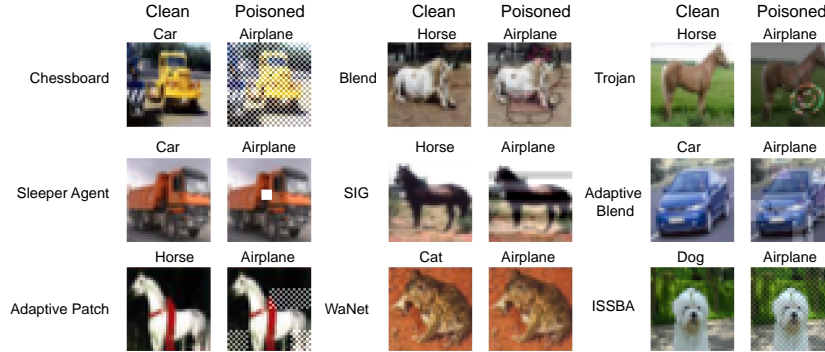 Clean Poisoned Clean Poisoned Clean Poisoned
Car Airplane Horse Airplane Horse Airplane
Chessboard Blend Trojan
Car Airplane Horse Airplane Car Airplane
Sleeper Agent SIG Adaptive
Blend
Horse Airplane Cat Airplane Dog Airplane
Adaptive Patch WaNet ISSBA